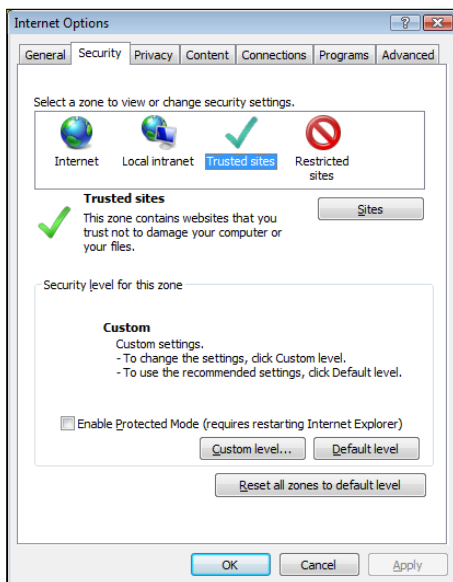 Internet Options
General Security Privacy Content Connections Programs Advanced
Select a zone to view or change security settings.
Internet Local intranet Trusted sites Restricted
sites
Trusted sites
Sites
This zone contains websites that you
trust not to damage your computer or
your files.
Security level for this zone
Custom
Custom settings.
- To change the settings, click Custom level.
- To use the recommended settings, click Default level.
Enable Protected Mode (requires restarting Internet Explorer)
Custom level... Default level
Reset all zones to default level
OK Cancel Apply